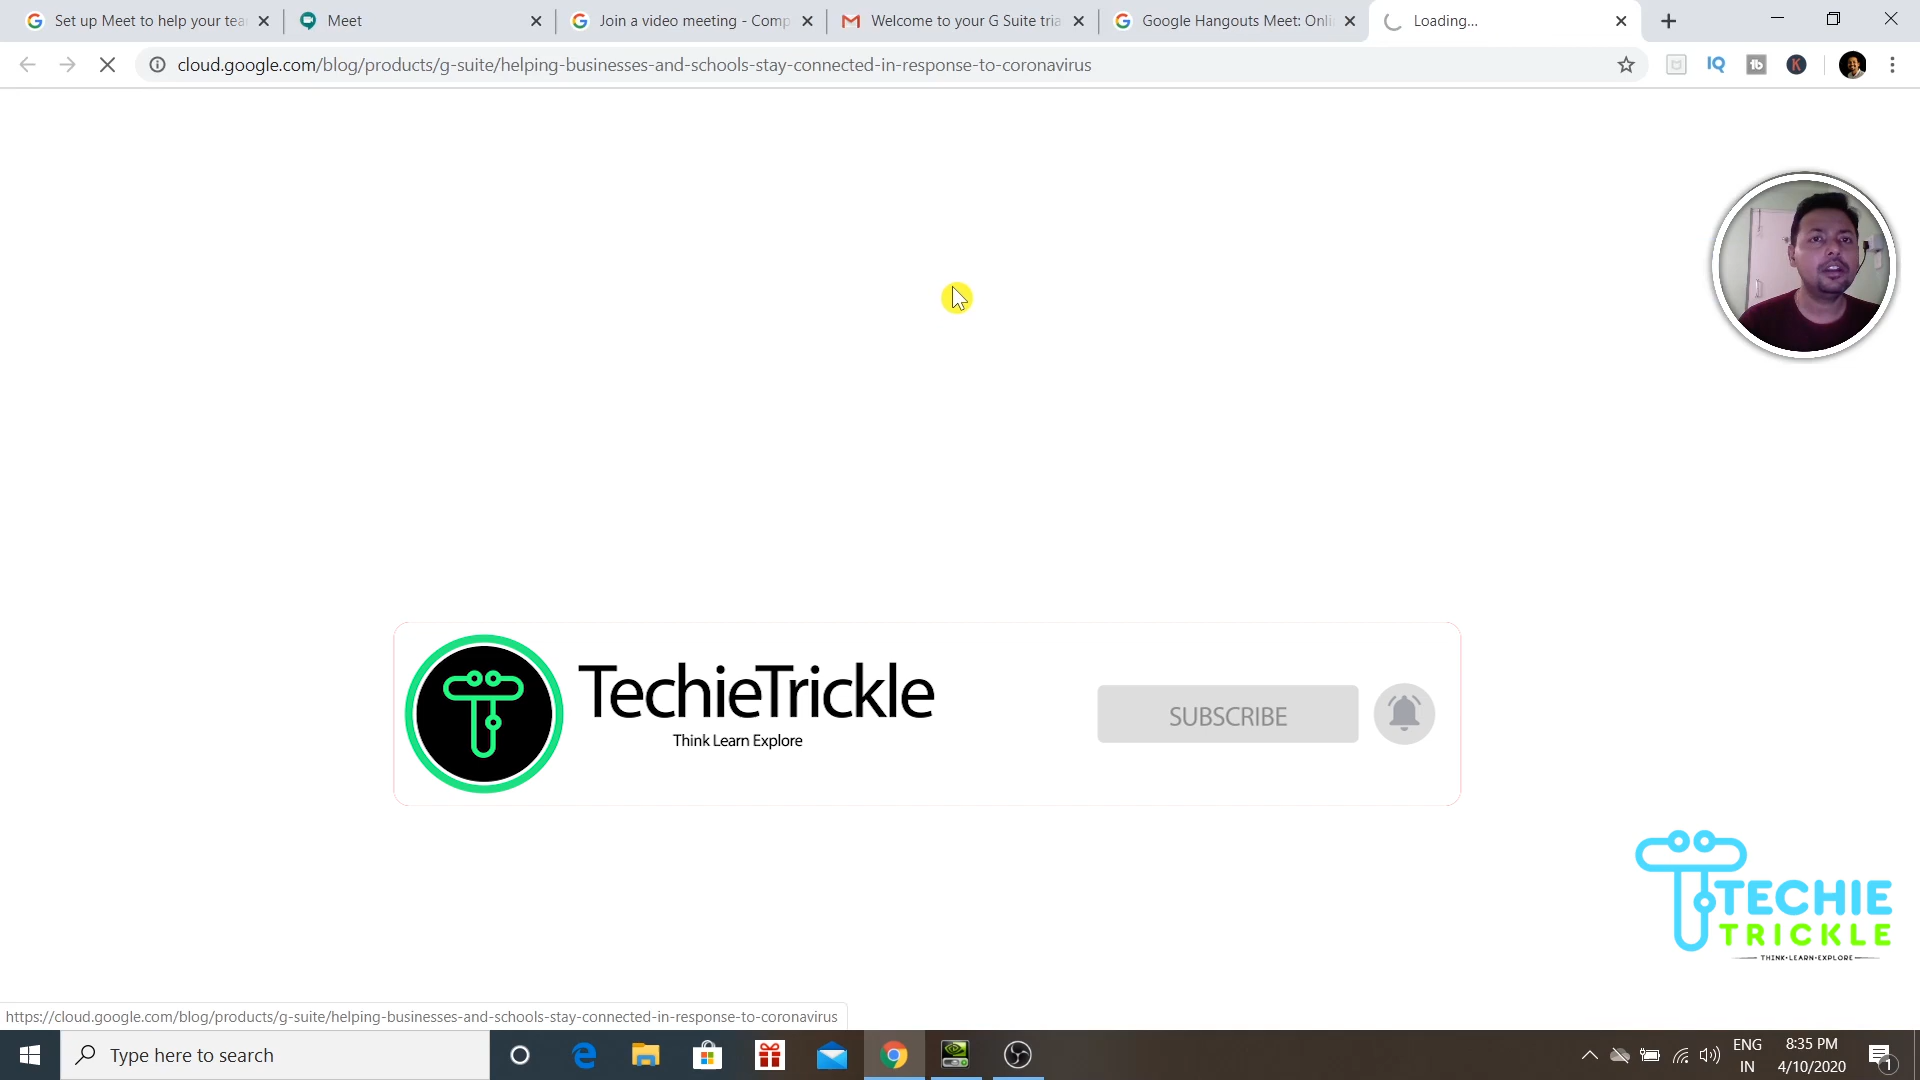 Set up Meet to help your tea
Meet
Join a video meeting - Comp
Welcome to your G Suite tria
Google Hangouts Meet: Onli
Loading...
cloud.google.com/blog/products/g-suite/helping-businesses-and-schools-stay-connected-in-response-to-coronavirus
IQ
tb
K
TechieTrickle
Think Learn Explore
SUBSCRIBE
TECHIE
TRICKLE
THINK•LEARN•EXPLORE
https://cloud.google.com/blog/products/g-suite/helping-businesses-and-schools-stay-connected-in-response-to-coronavirus
Type here to search
ENG
IN
8:35 PM
4/10/2020
1